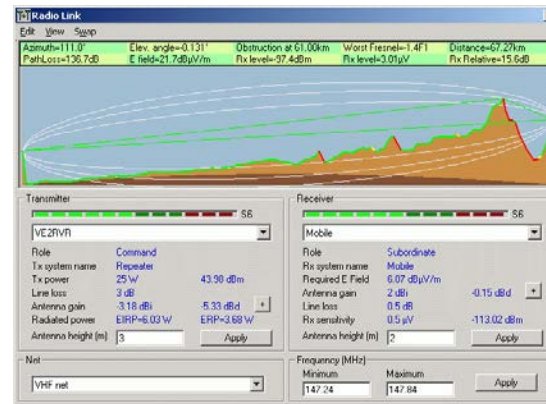 Radio Link
Edit View Swap
Azimuth=111.0° Elev. angle=-0.131° Obstruction at 61.00km Worst Fresnel=-1.4F1 Distance=67.27km
PathLoss=136.7dB E field=21.7dBµV/m Rx level=-97.4dBm Rx level=3.01µV Rx Relative=15.6dB
Transmitter
S6
VE2RVR
Role Command
Tx system name Repeater
Tx power 25 W 43.98 dBm
Line loss 3 dB
Antenna gain -3.18 dBi -5.33 dBd +
Radiated power EIRP=6.03 W ERP=3.68 W
Antenna height (m) 3 Apply
Net
VHF net
Receiver
S6
Mobile
Role Subordinate
Rx system name Mobile
Required E Field 6.07 dBµV/m
Antenna gain 2 dBi -0.15 dBd +
Line loss 0.5 dB
Rx sensitivity 0.5 µV -113.02 dBm
Antenna height (m) 2 Apply
Frequency (MHz)
Minimum Maximum
147.24 147.84 Apply